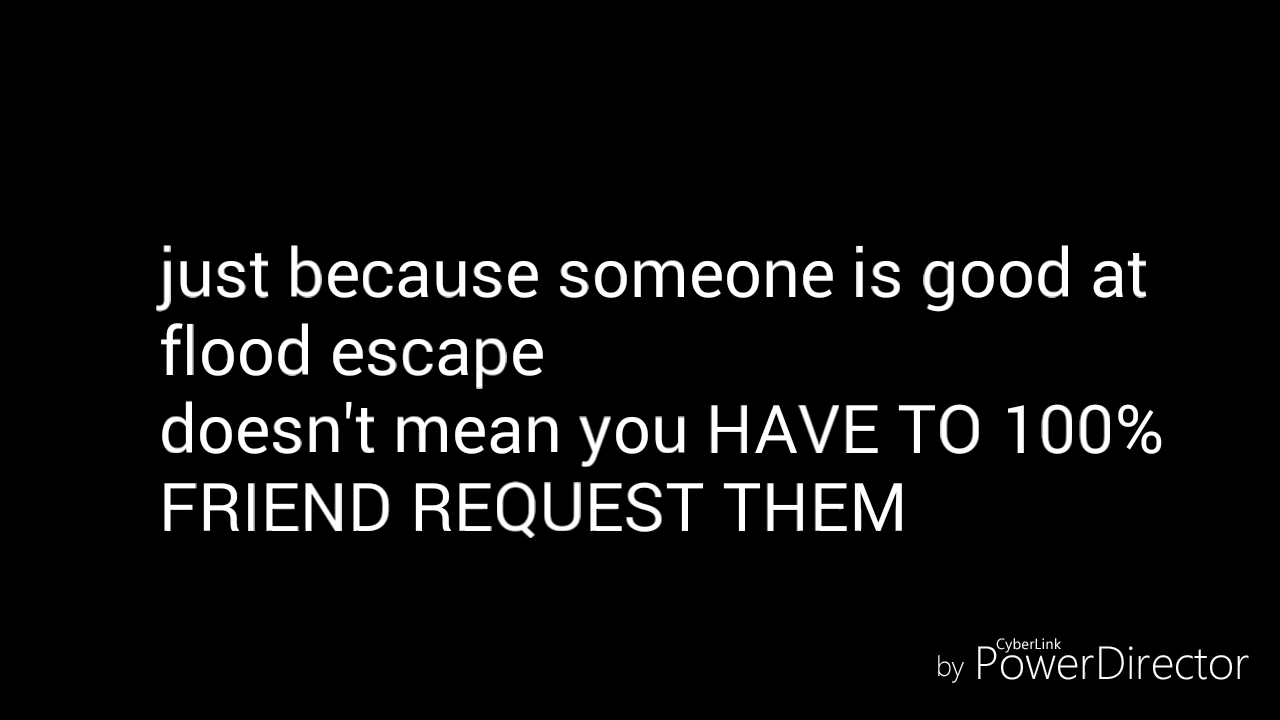 just because someone is good at
flood escape
doesn't mean you HAVE TO 100%
FRIEND REQUEST THEM
CyberLink
by PowerDirector